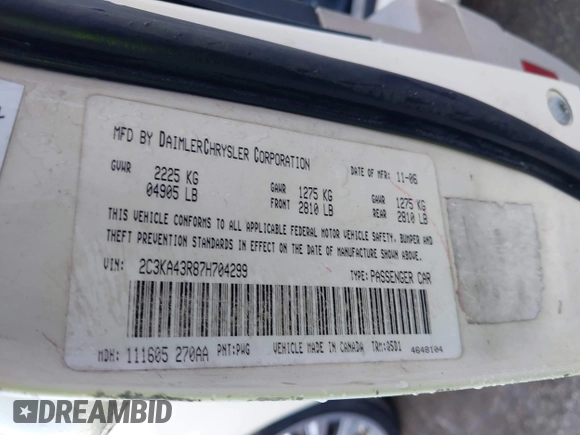 MFD BY DAIMLERCHRYSLER CORPORATION
DATE OF MFR: 11-06
GVWR 2225 KG
04905 LB
GAWR FRONT 1275 KG
2810 LB
GAWR REAR 1275 KG
2810 LB
THIS VEHICLE CONFORMS TO ALL APPLICABLE FEDERAL MOTOR VEHICLE SAFETY, BUMPER AND
THEFT PREVENTION STANDARDS IN EFFECT ON THE DATE OF MANUFACTURE SHOWN ABOVE.
VIN: 2C3KA43R87H704299
TYPE: PASSENGER CAR
MDH: 111605 270AA PNT: PWG VEHICLE MADE IN CANADA TRM: QSD1 4648104
DREAMBID